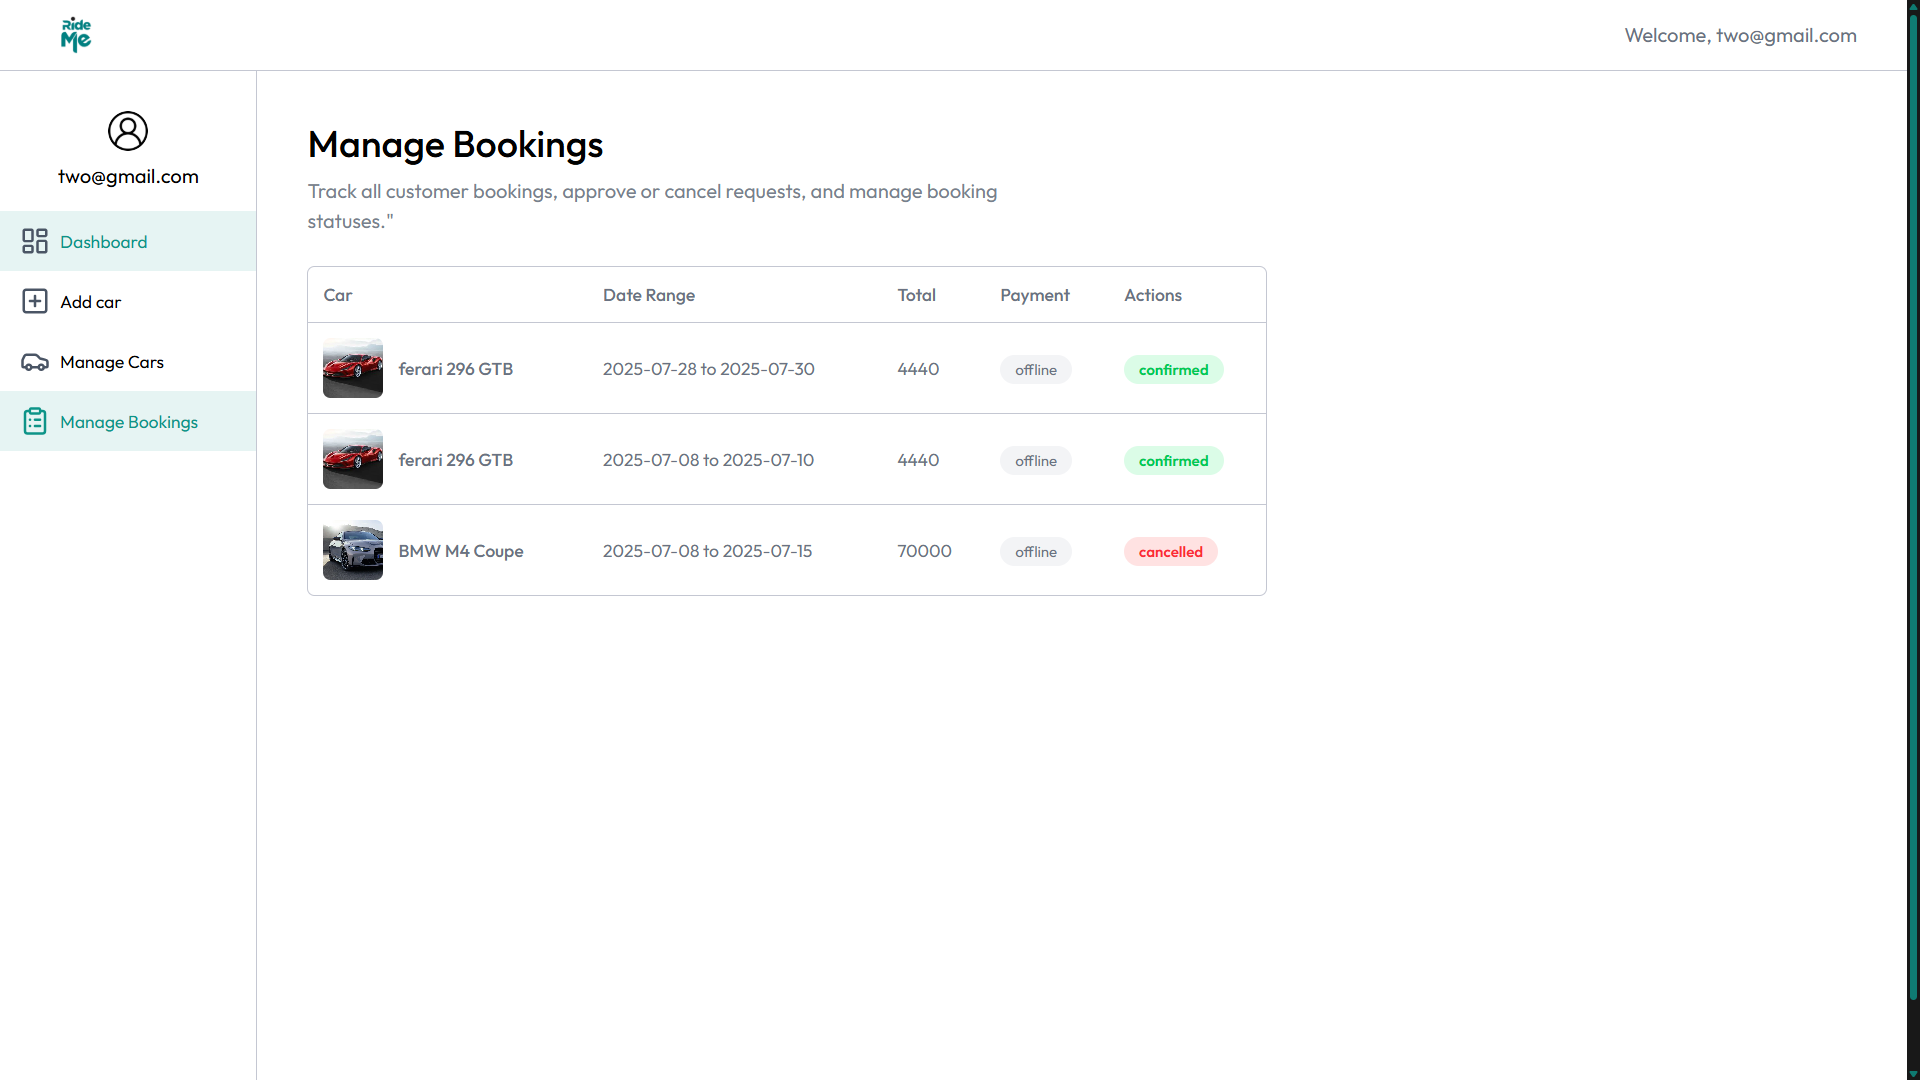 Ride
Me
Welcome, two@gmail.com
two@gmail.com
Dashboard
Add car
Manage Cars
Manage Bookings
Manage Bookings
Track all customer bookings, approve or cancel requests, and manage booking
statuses."
Car Date Range Total Payment Actions
ferari 296 GTB 2025-07-28 to 2025-07-30 4440 offline confirmed
ferari 296 GTB 2025-07-08 to 2025-07-10 4440 offline confirmed
BMW M4 Coupe 2025-07-08 to 2025-07-15 70000 offline cancelled